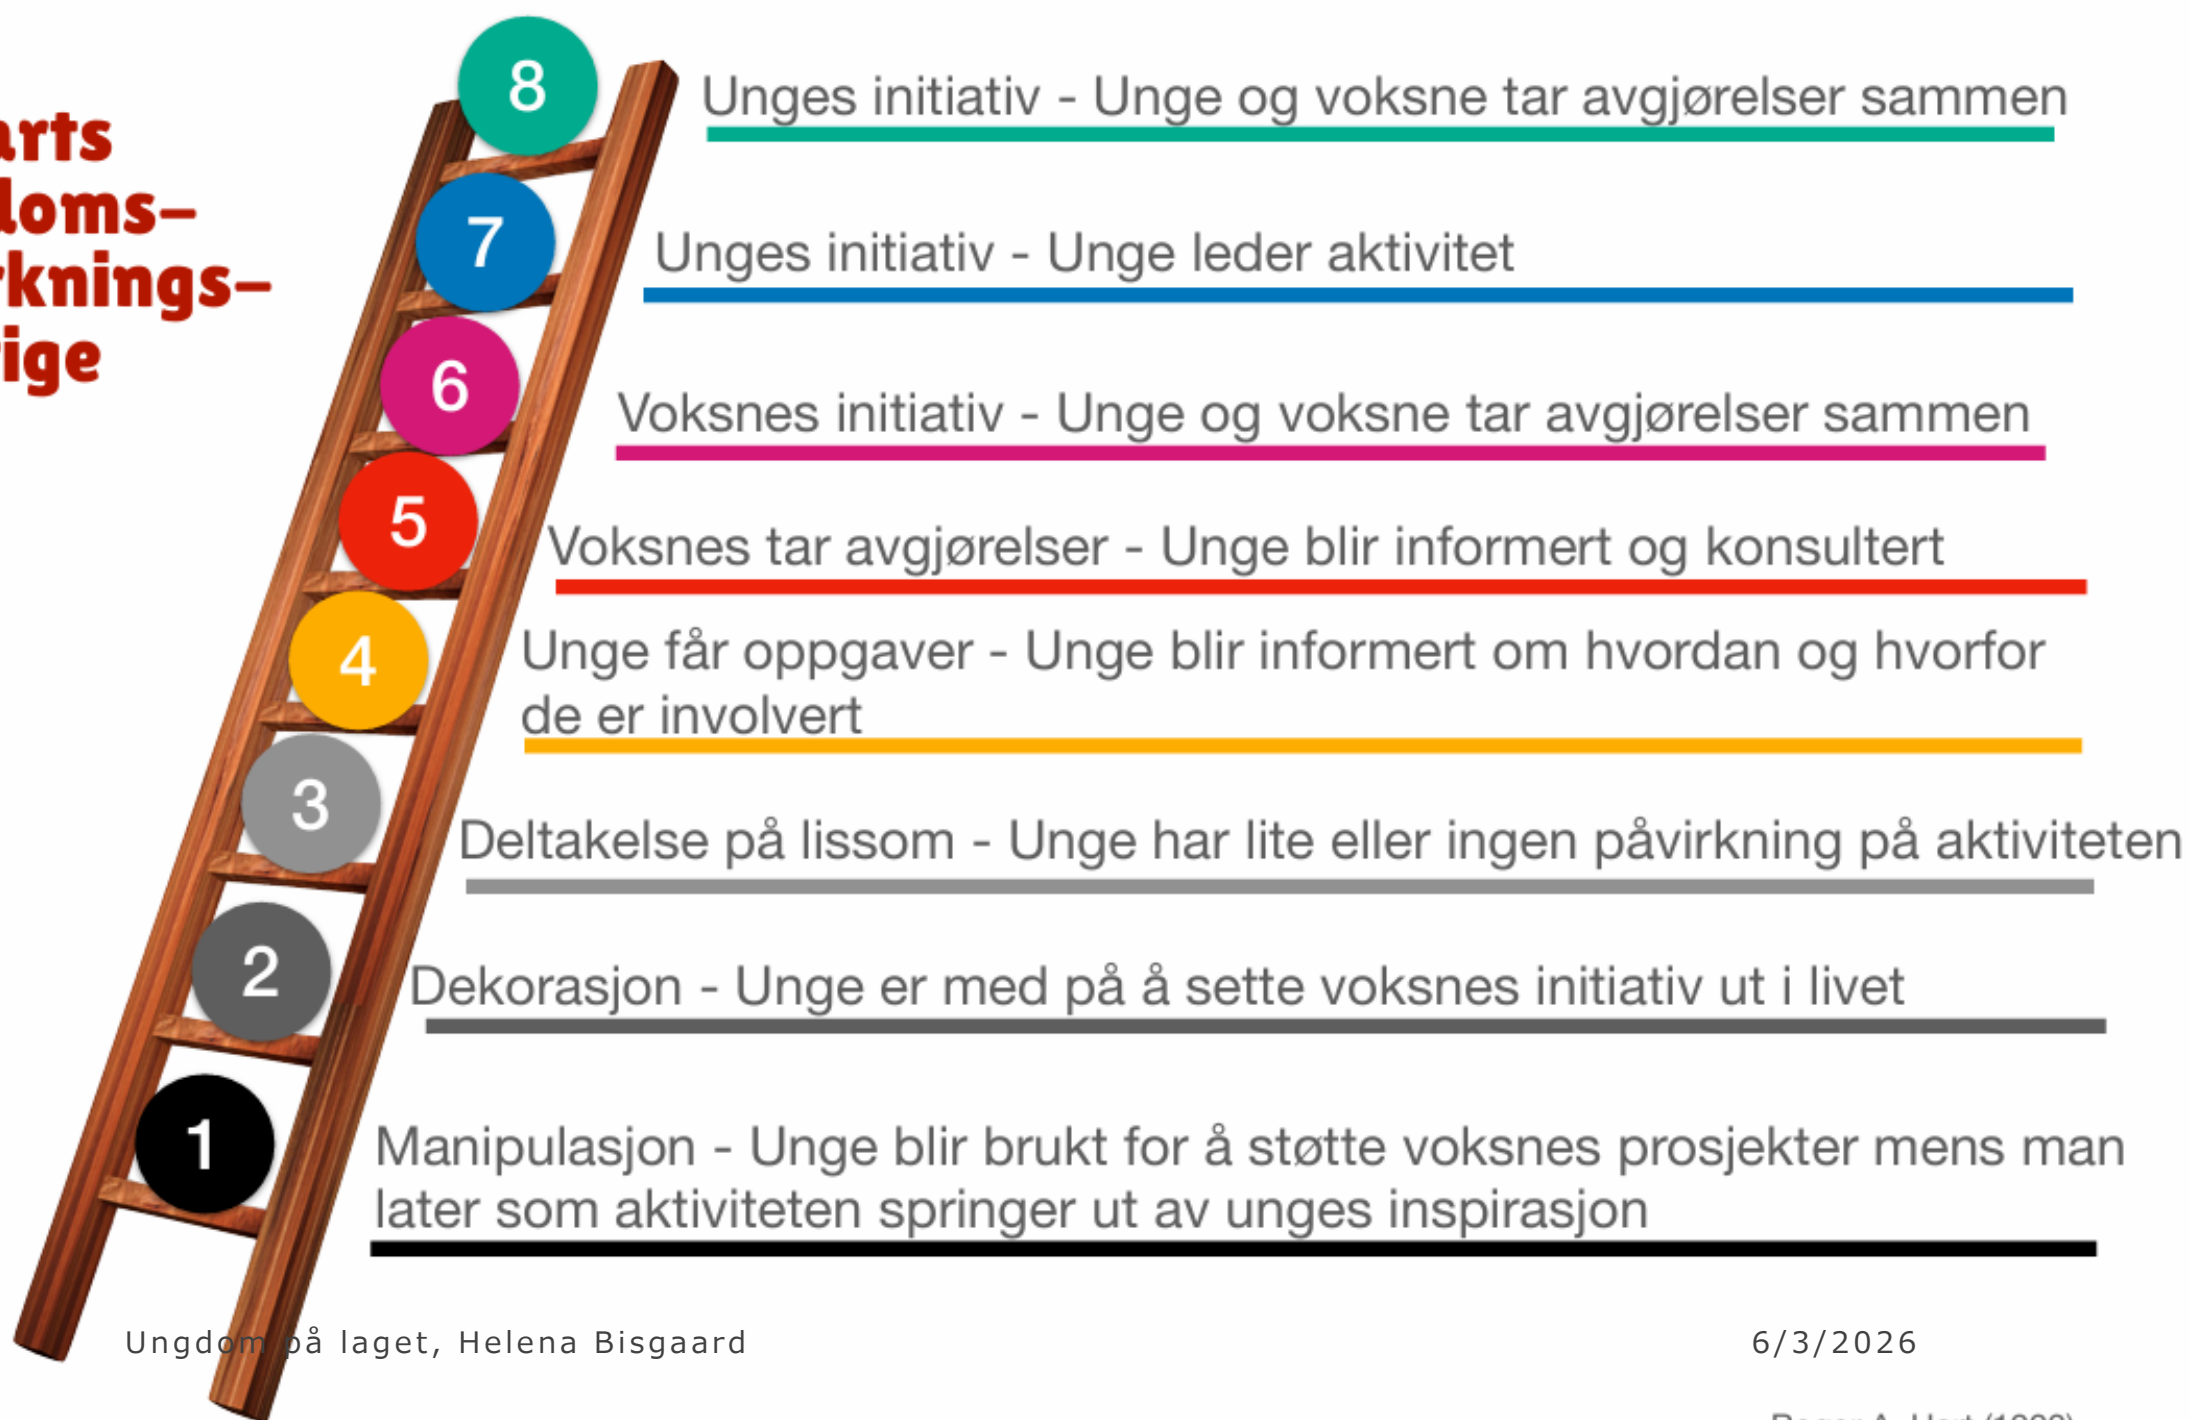 8
Unges initiativ - Unge og voksne tar avgjørelser sammen
arts
doms-
rknings-
ige
7
Unges initiativ - Unge leder aktivitet
6
Voksnes initiativ - Unge og voksne tar avgjørelser sammen
5
Voksnes tar avgjørelser - Unge blir informert og konsultert
4
Unge får oppgaver - Unge blir informert om hvordan og hvorfor
de er involvert
3
Deltakelse på lissom - Unge har lite eller ingen påvirkning på aktiviteten
2
Dekorasjon - Unge er med på å sette voksnes initiativ ut i livet
1
Manipulasjon - Unge blir brukt for å støtte voksnes prosjekter mens man
later som aktiviteten springer ut av unges inspirasjon
Ungdom på laget, Helena Bisgaard
6/3/2026